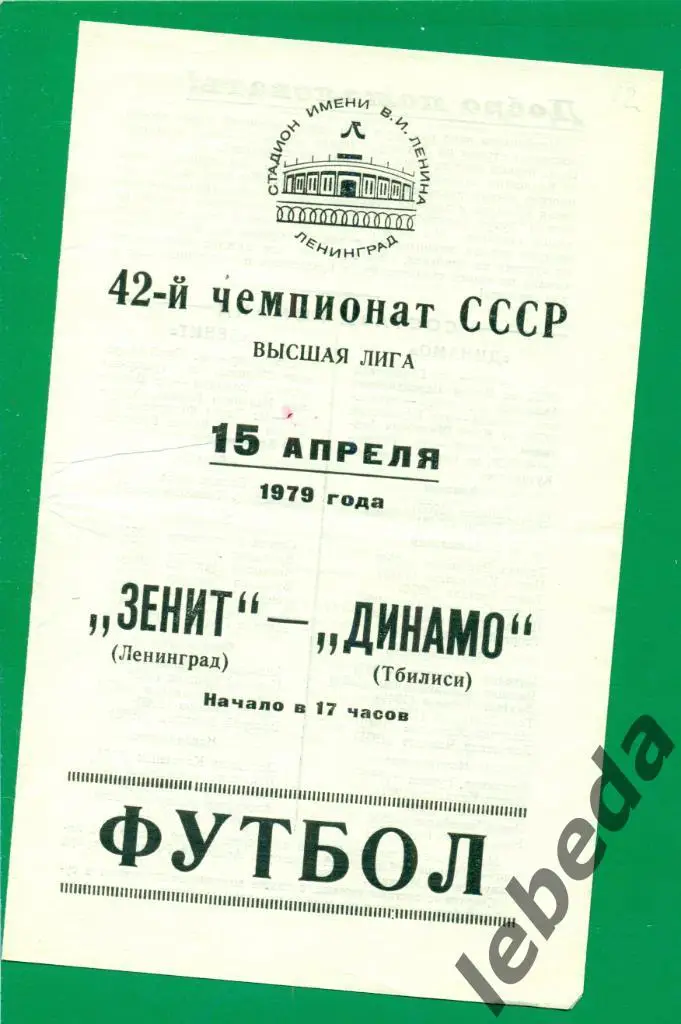 СТАДИОН ИМЕНИ В.И. ЛЕНИНА
Л
ЛЕНИНГРАД
42-й чемпионат СССР
ВЫСШАЯ ЛИГА
15 АПРЕЛЯ
1979 года
„ЗЕНИТ“ — „ДИНАМО“
(Ленинград) (Тбилиси)
Начало в 17 часов
ФУТБОЛ
lebeda